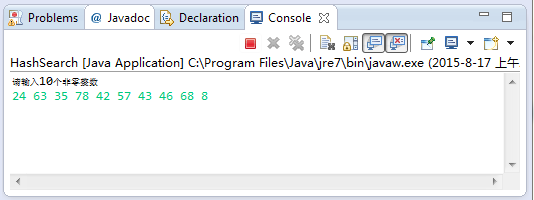 Problems @ Javadoc Declaration Console
HashSearch [Java Application] C:\Program Files\Java\jre7\bin\javaw.exe (2015-8-17 上午
请输入10个非零整数
24 63 35 78 42 57 43 46 68 8